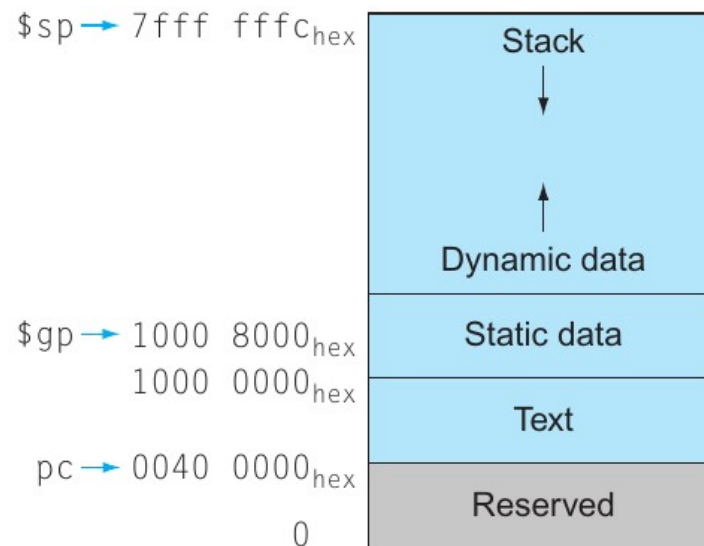 $sp → 7fff fffc hex
Stack
Dynamic data
$gp → 1000 8000 hex
Static data
1000 0000 hex
Text
pc → 0040 0000 hex
Reserved
0